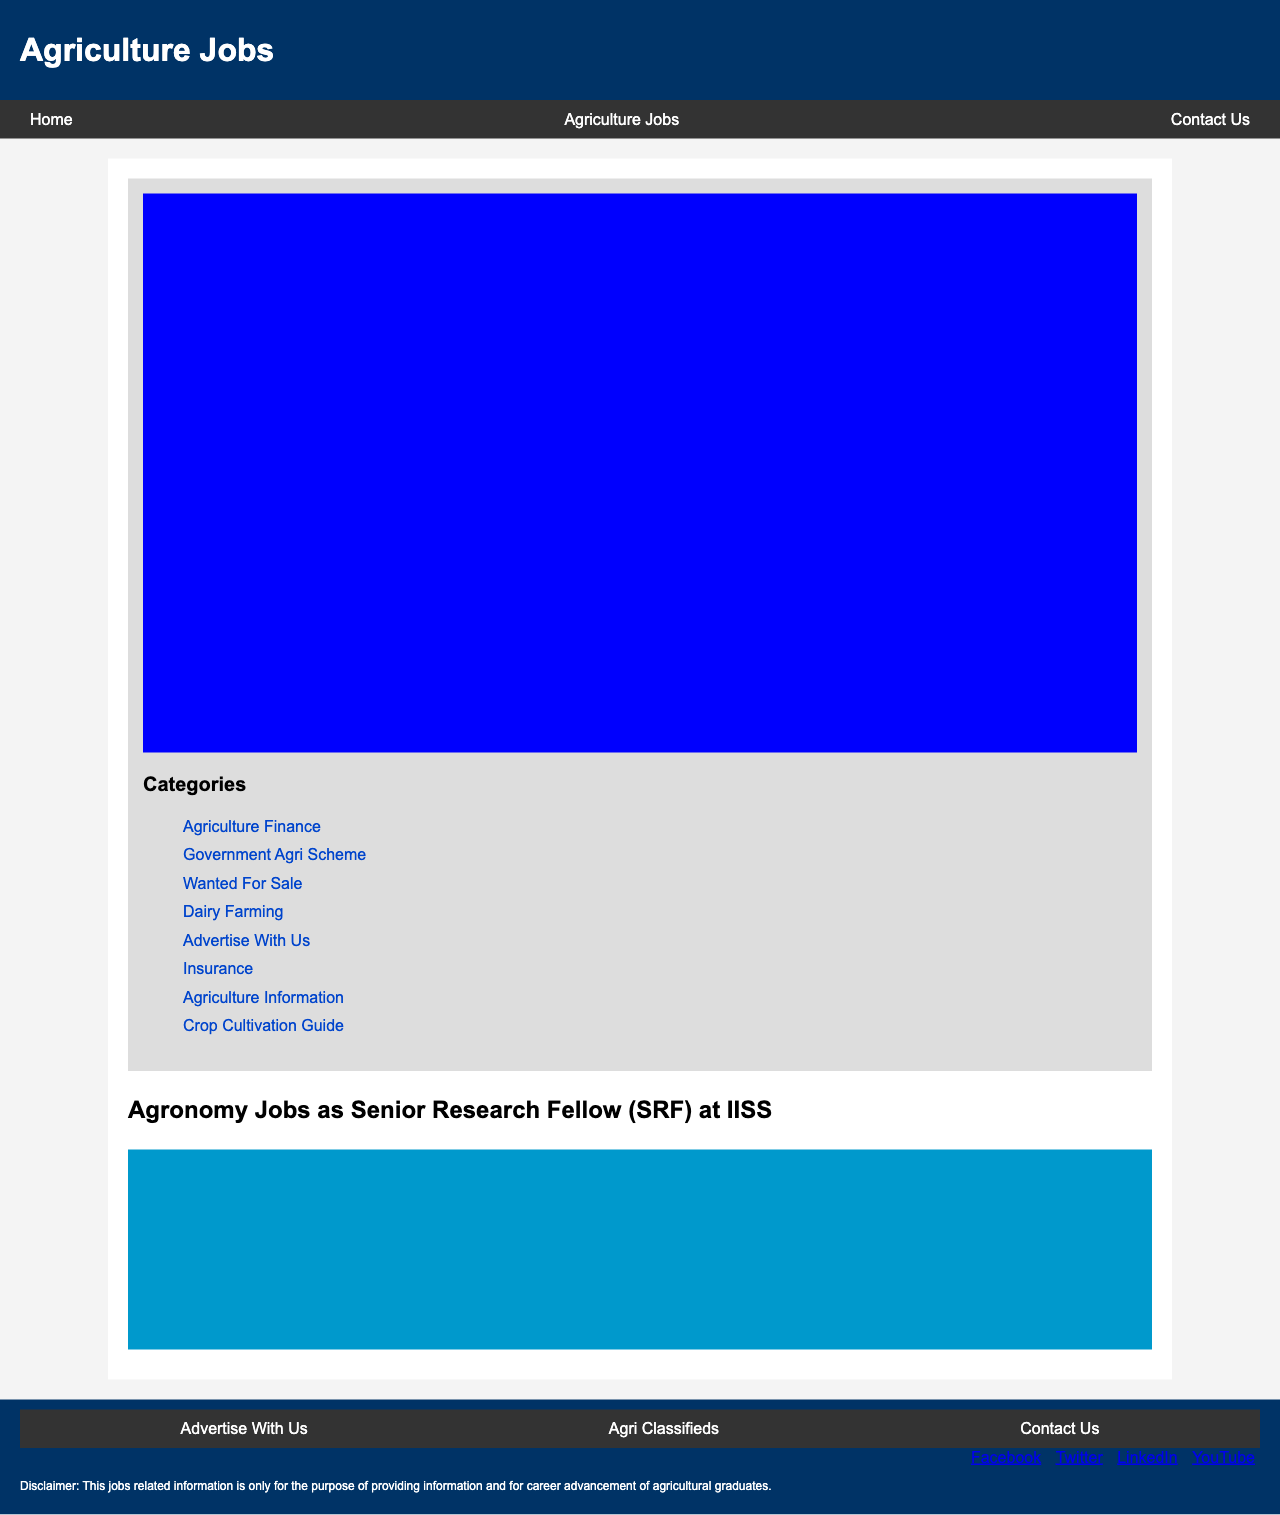 Agriculture Jobs
Home Agriculture Jobs Contact Us
Categories
Agriculture Finance
Government Agri Scheme
Wanted For Sale
Dairy Farming
Advertise With Us
Insurance
Agriculture Information
Crop Cultivation Guide
Agronomy Jobs as Senior Research Fellow (SRF) at IISS
Advertise With Us Agri Classifieds Contact Us
Facebook Twitter LinkedIn YouTube
Disclaimer: This jobs related information is only for the purpose of providing information and for career advancement of agricultural graduates.